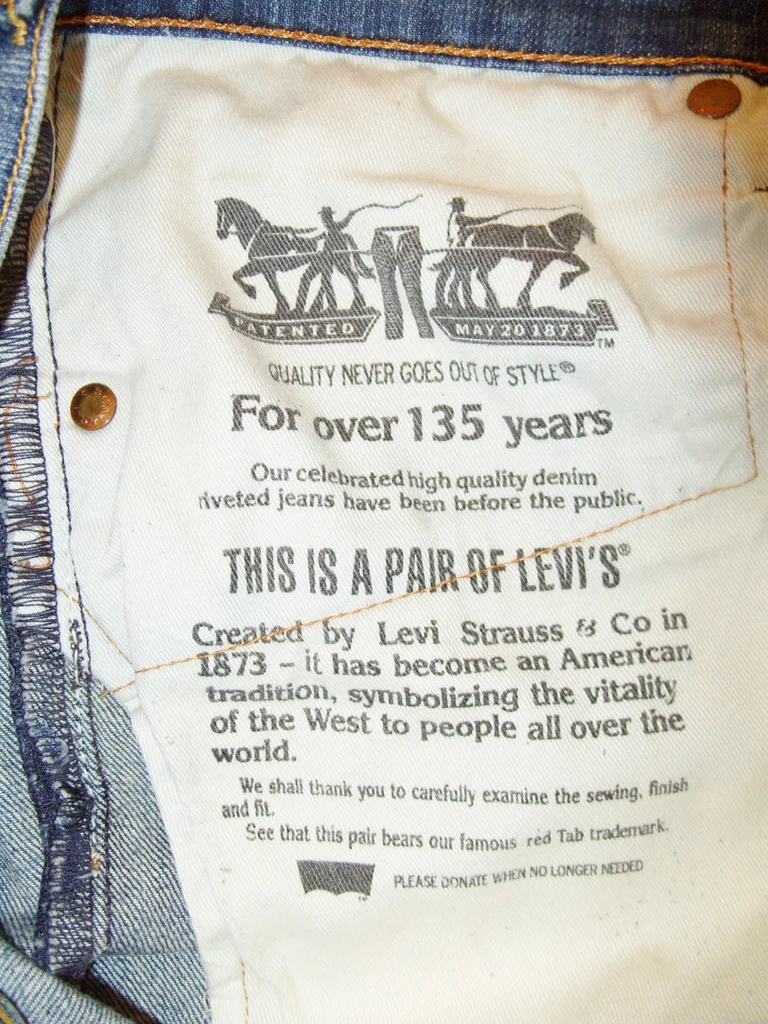 PATENTED MAY 20 1873 TM
QUALITY NEVER GOES OUT OF STYLE®
For over 135 years
Our celebrated high quality denim
riveted jeans have been before the public.
THIS IS A PAIR OF LEVI'S®
Created by Levi Strauss & Co in
1873 – it has become an American
tradition, symbolizing the vitality
of the West to people all over the
world.
We shall thank you to carefully examine the sewing, finish
and fit.
See that this pair bears our famous red Tab trademark.
TM PLEASE DONATE WHEN NO LONGER NEEDED